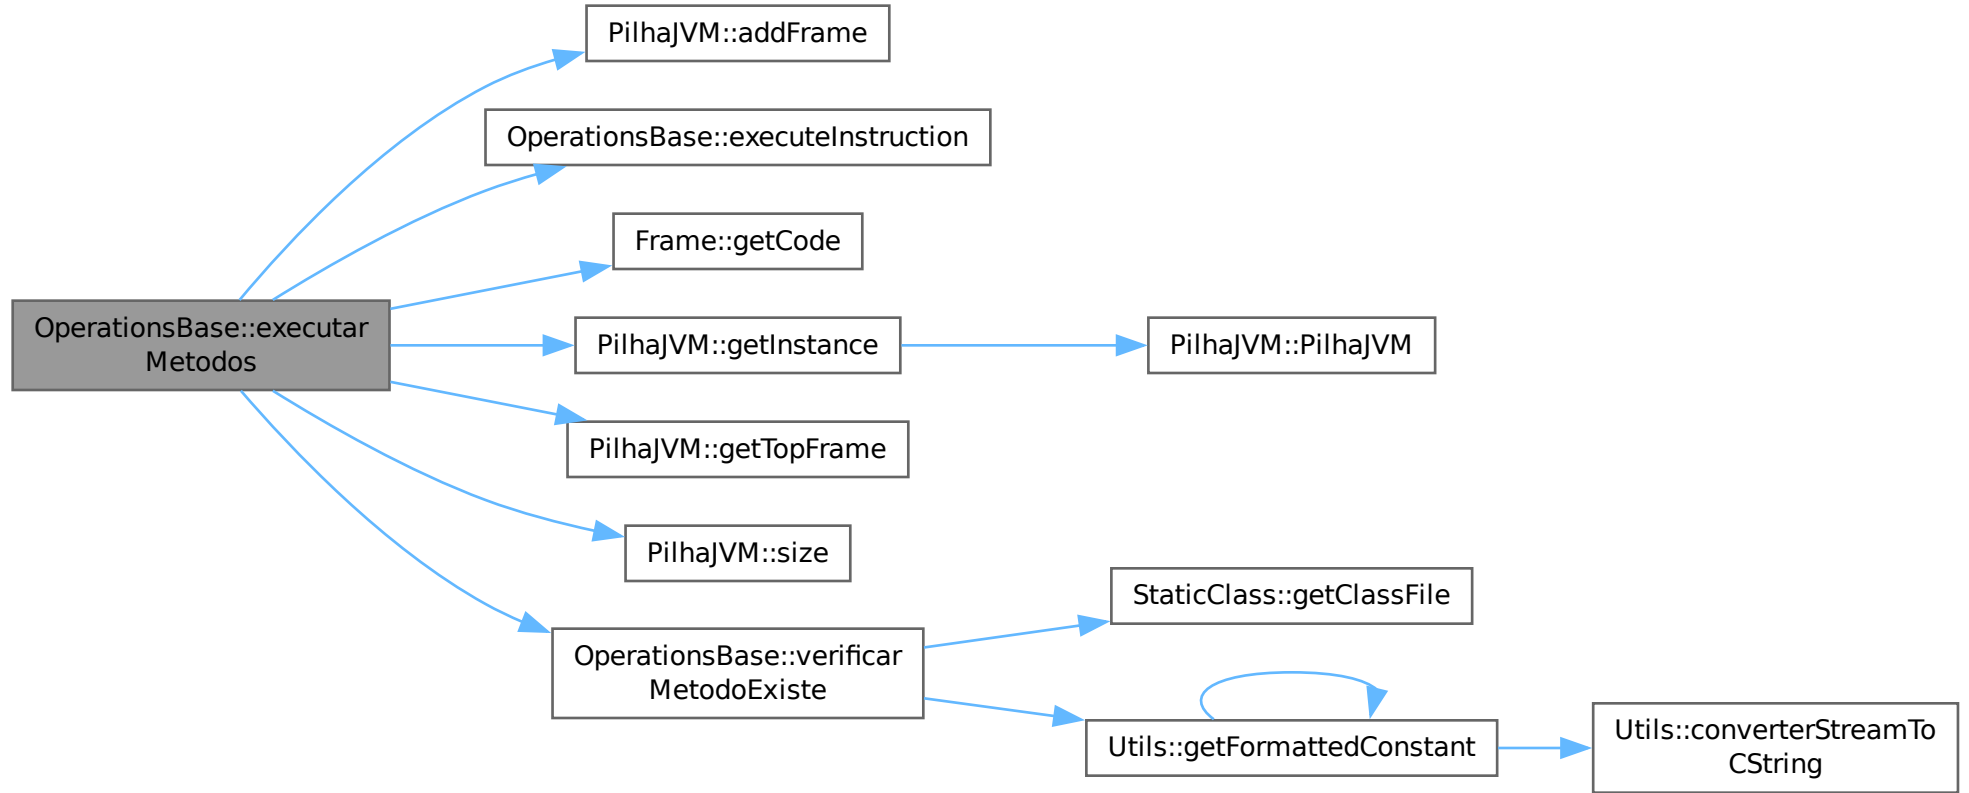 PilhaJVM::addFrame
OperationsBase::executeInstruction
Frame::getCode
OperationsBase::executar
Metodos
PilhaJVM::getInstance
PilhaJVM::PilhaJVM
PilhaJVM::getTopFrame
PilhaJVM::size
StaticClass::getClassFile
OperationsBase::verificar
MetodoExiste
Utils::getFormattedConstant
Utils::converterStreamTo
CString